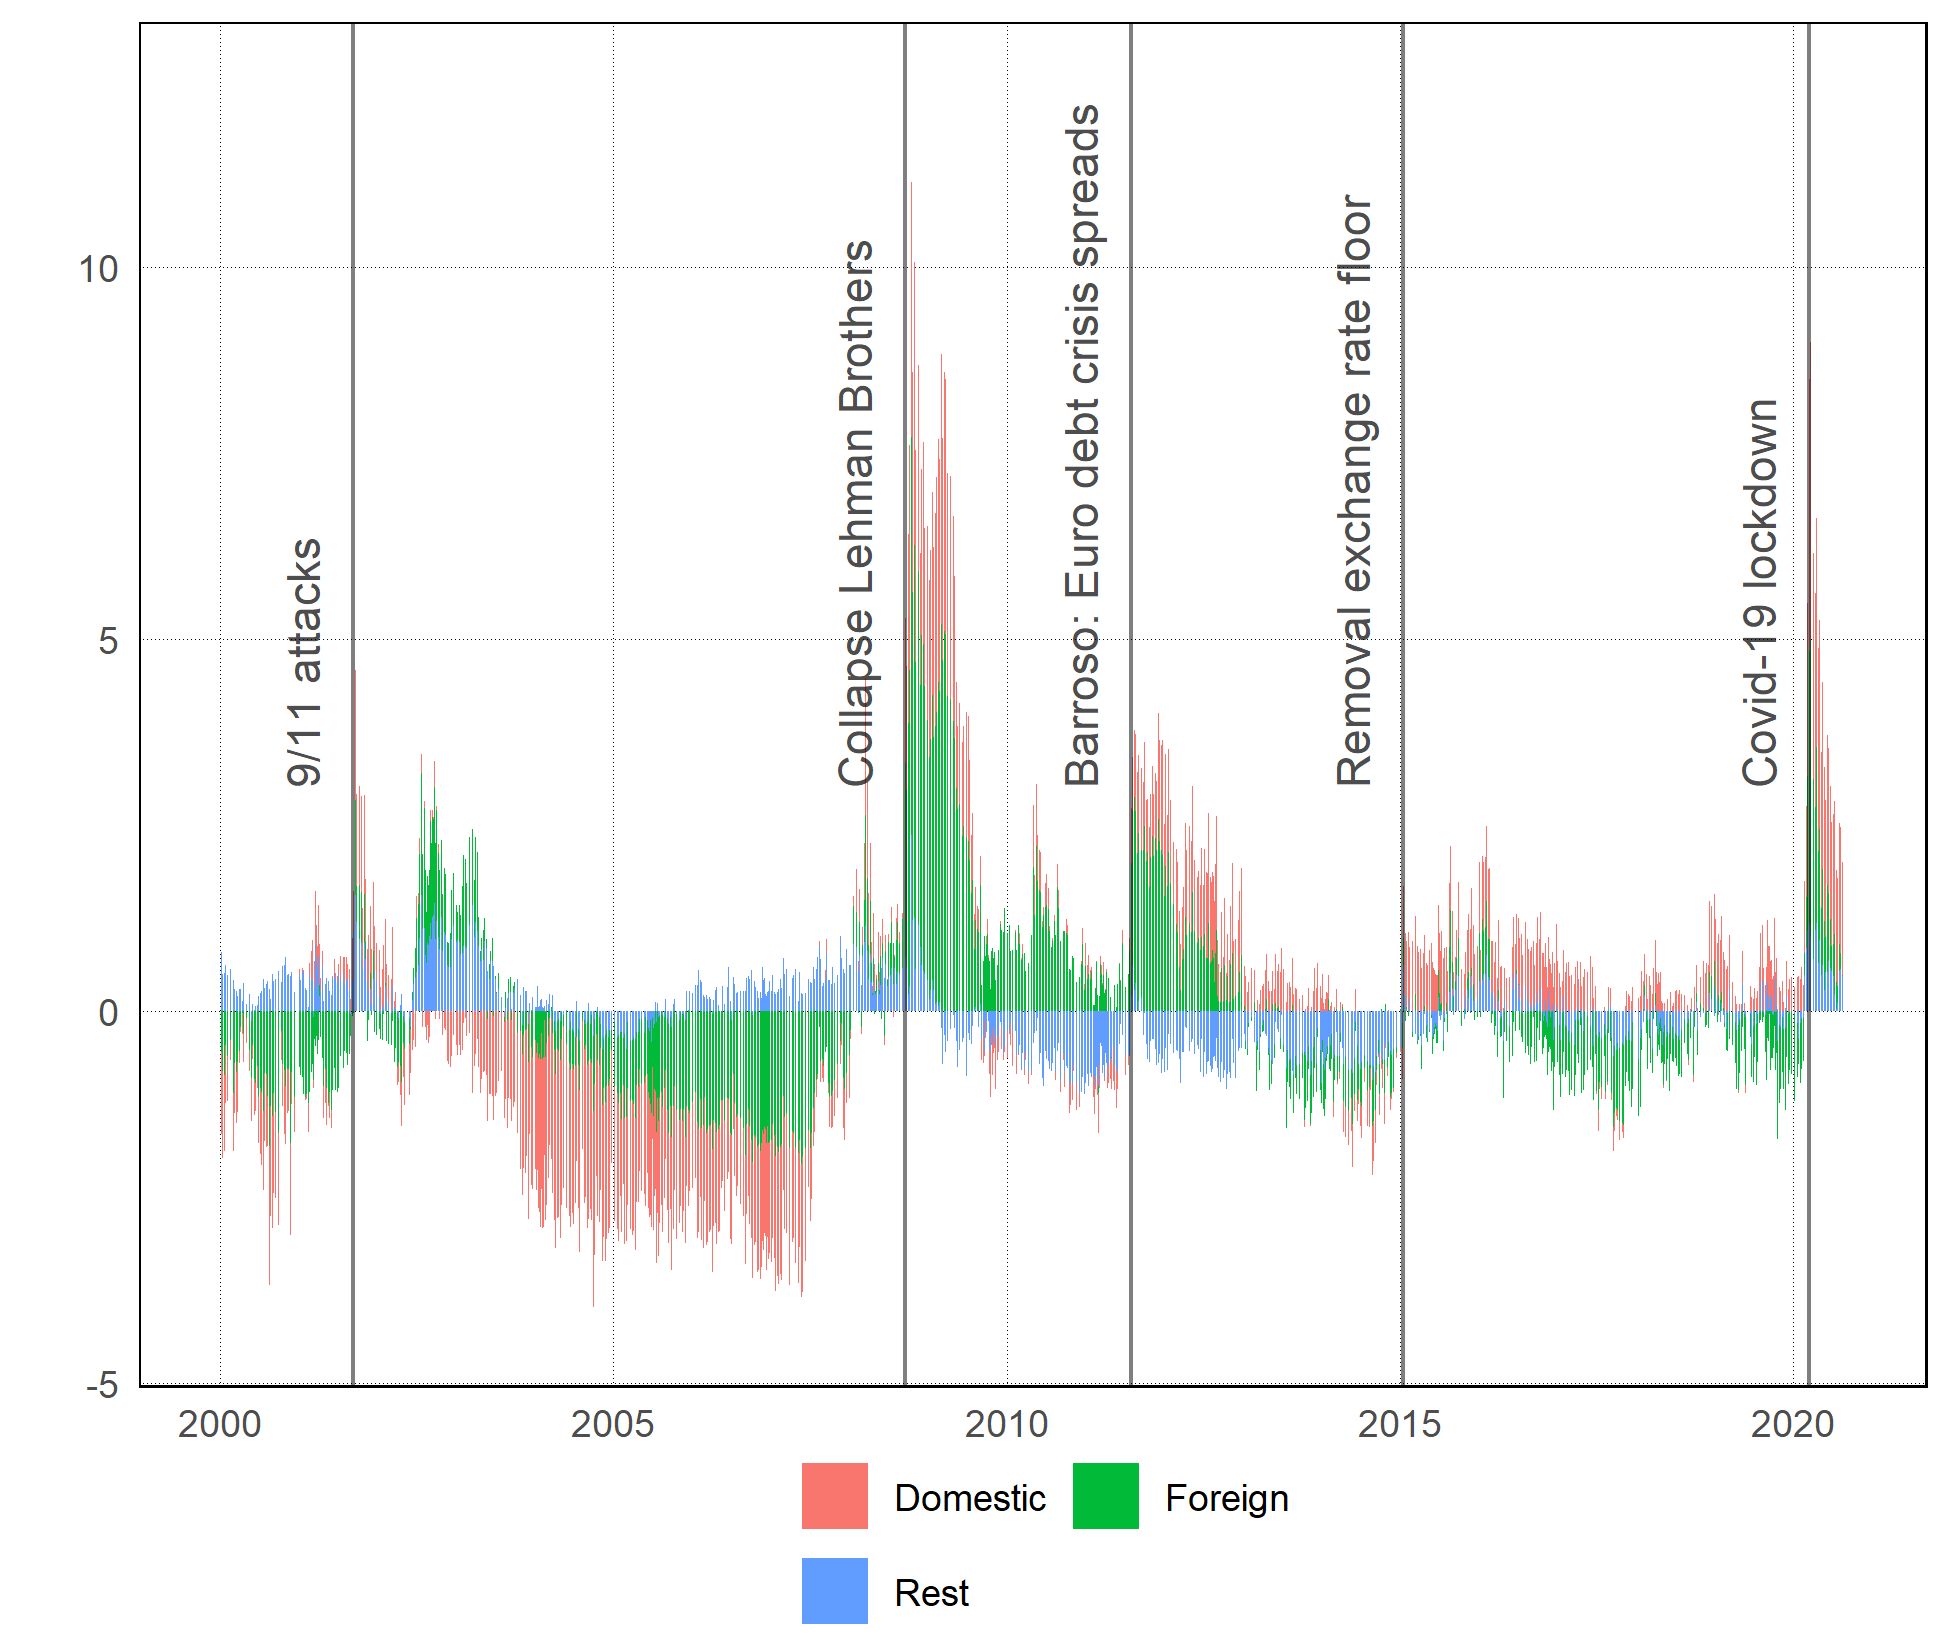 10
5
0
-5
9/11 attacks
Collapse Lehman Brothers
Barroso: Euro debt crisis spreads
Removal exchange rate floor
Covid-19 lockdown
2000
2005
2010
2015
2020
Domestic
Foreign
Rest